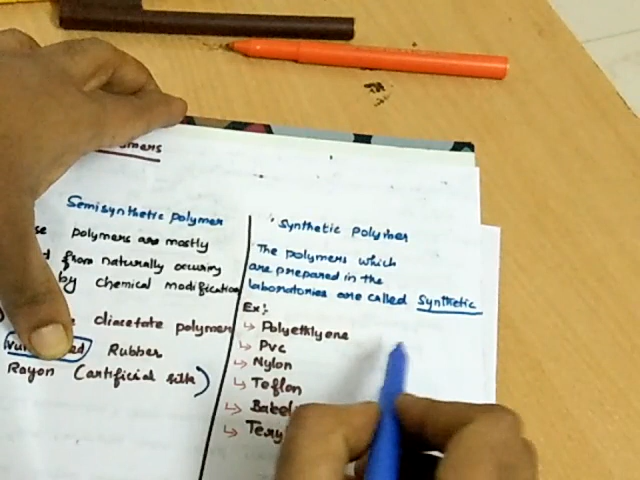 Semisynthetic polymer
polymers are mostly
from naturally occuring
by chemical modification
diacetate polymer
Rubber
Rayon (artificial silk)
Synthetic Polymer
The polymers which
are prepared in the
laboratories are called Synthetic
Ex:
↳ Polyethlyene
↳ PVC
↳ Nylon
↳ Teflon